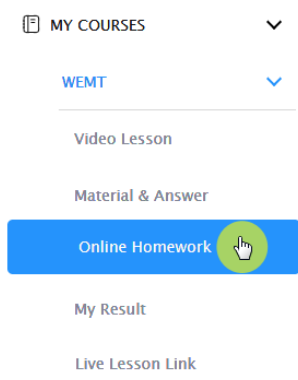 MY COURSES
WEMT
Video Lesson
Material & Answer
Online Homework
My Result
Live Lesson Link